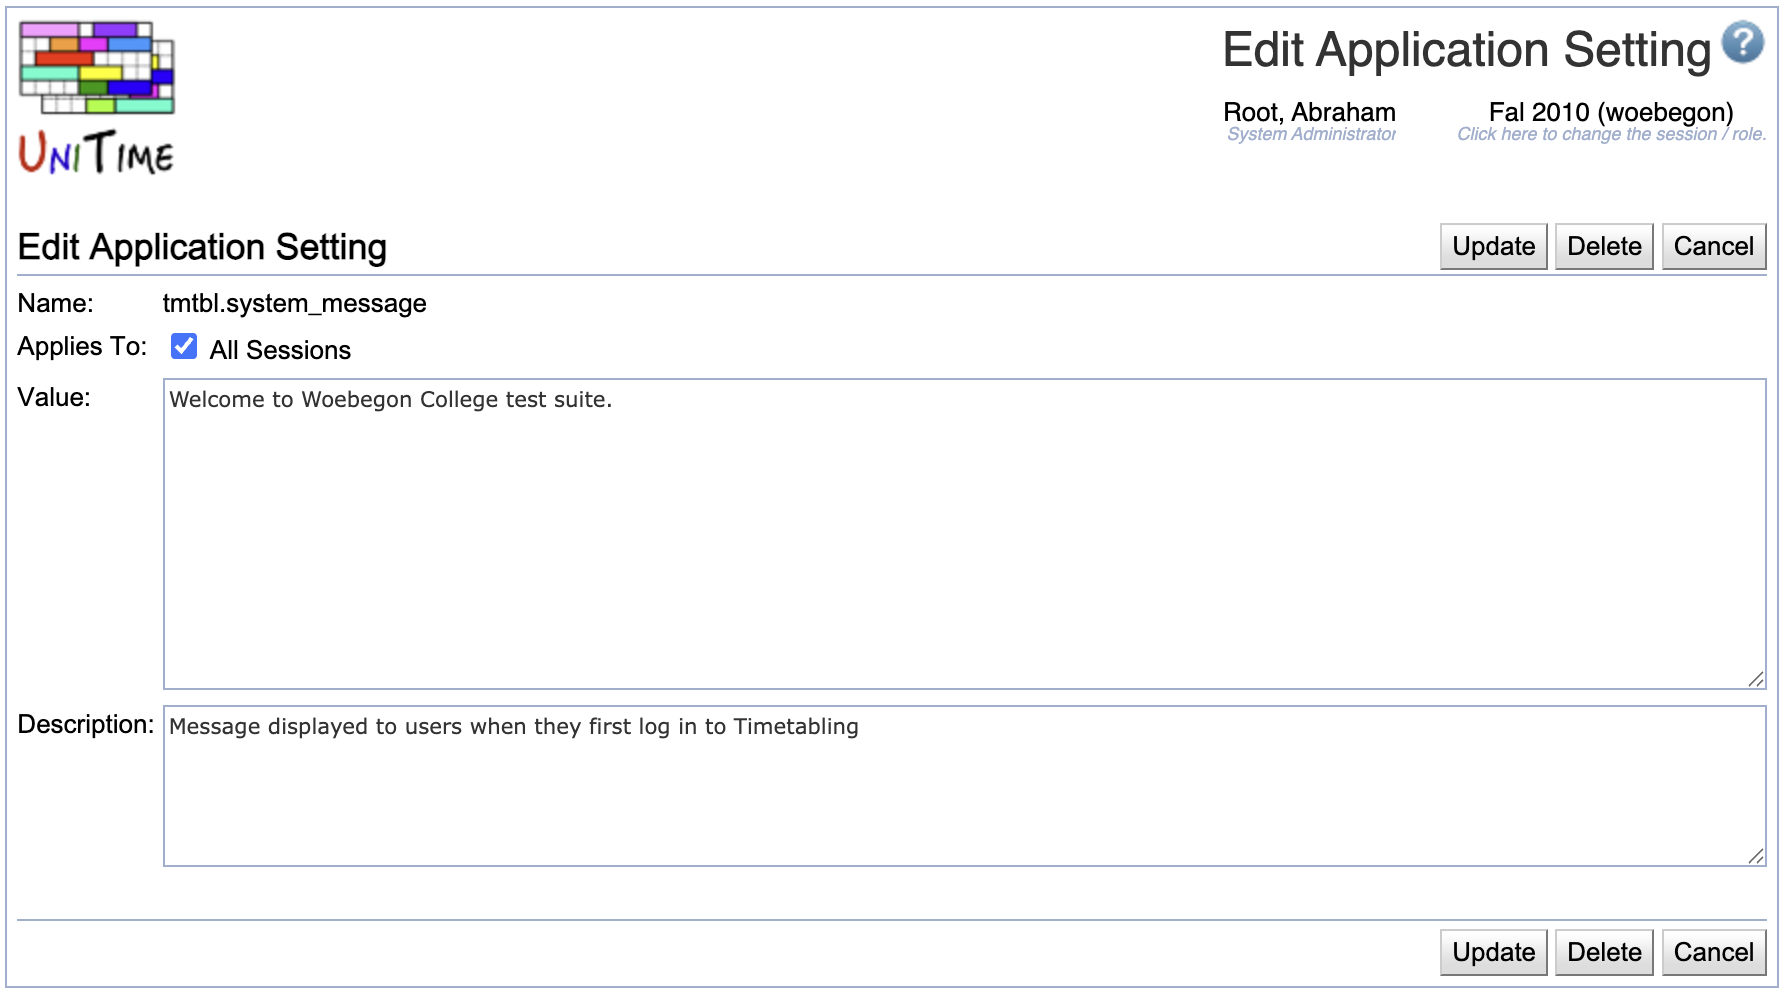 UNITIME
Edit Application Setting ?
Root, Abraham Fal 2010 (woebegon)
System Administrator Click here to change the session / role.
Edit Application Setting Update Delete Cancel
Name: tmtbl.system_message
Applies To: All Sessions
Value: Welcome to Woebegon College test suite.
Description: Message displayed to users when they first log in to Timetabling
Update Delete Cancel